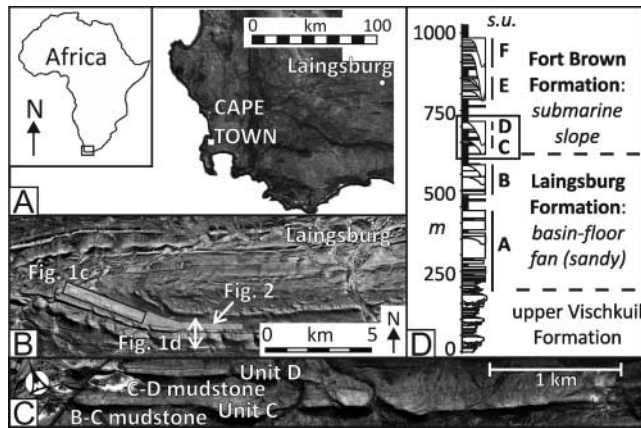 Africa
N
km
0 100
Laingsburg
CAPE
TOWN
A
Laingsburg
Fig. 1c
Fig. 2
Fig. 1d
km
0 5
N
B
Unit D
C-D mudstone
Unit C
B-C mudstone
1 km
C
s.u.
1000
750
500
m
250
0
F
E
D
C
B
A
Fort Brown
Formation:
submarine
slope
Laingsburg
Formation:
basin-floor
fan (sandy)
upper Vischkuil
Formation
D